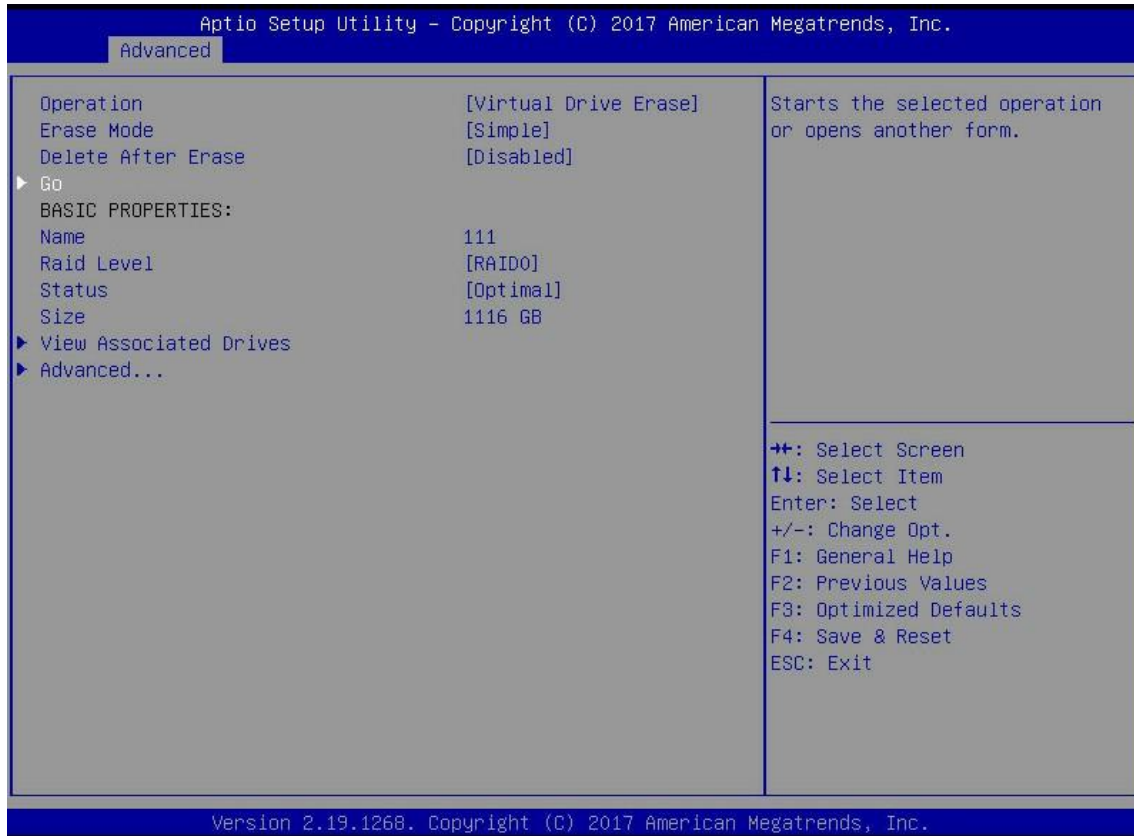 Aptio Setup Utility – Copyright (C) 2017 American Megatrends, Inc.
Advanced
Operation [Virtual Drive Erase]
Erase Mode [Simple]
Delete After Erase [Disabled]
Go
BASIC PROPERTIES:
Name 111
Raid Level [RAID0]
Status [Optimal]
Size 1116 GB
View Associated Drives
Advanced...
Starts the selected operation
or opens another form.
→←: Select Screen
↑↓: Select Item
Enter: Select
+/-: Change Opt.
F1: General Help
F2: Previous Values
F3: Optimized Defaults
F4: Save & Reset
ESC: Exit
Version 2.19.1268. Copyright (C) 2017 American Megatrends, Inc.